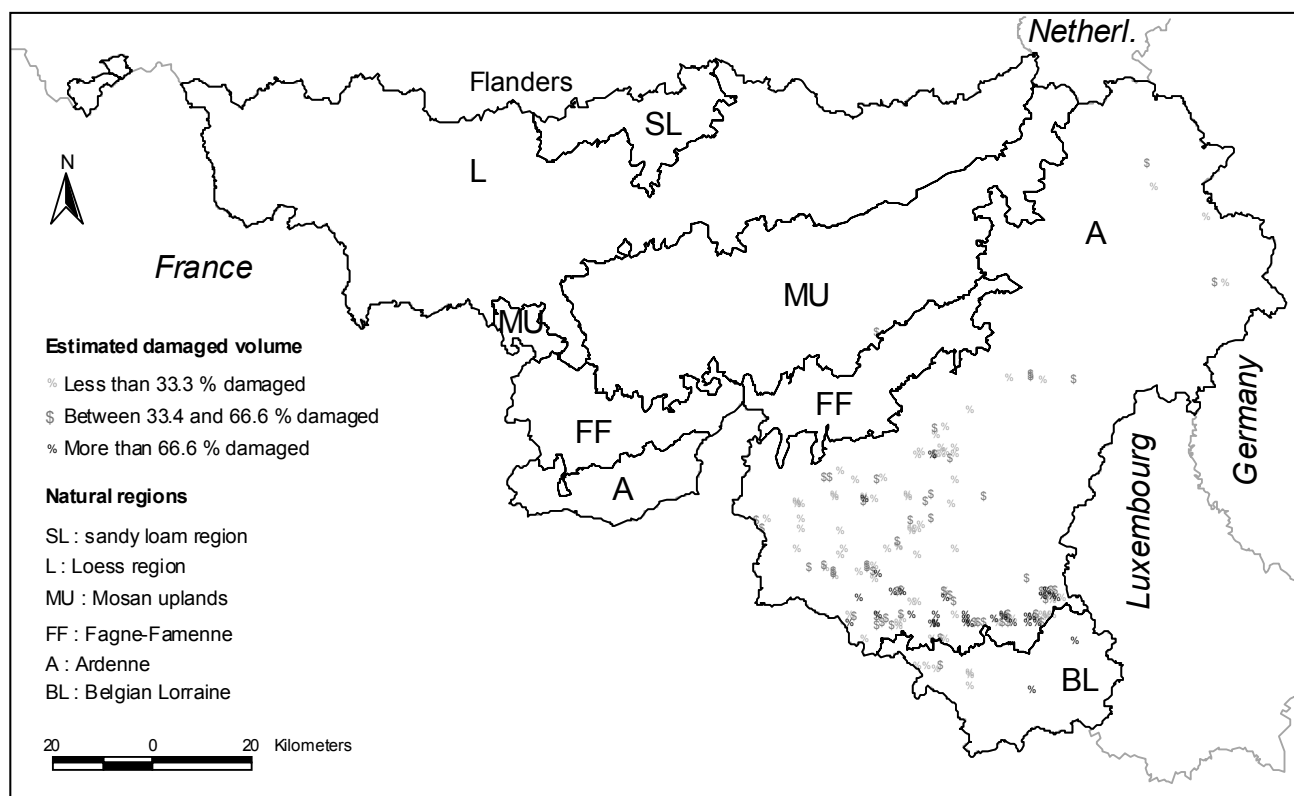 Netherl.
Flanders
SL
L
N
A
France
MU
MU
Estimated damaged volume
% Less than 33.3 % damaged
$ Between 33.4 and 66.6 % damaged
% More than 66.6 % damaged
FF
FF
A
Germany
Luxembourg
Natural regions
SL : sandy loam region
L : Loess region
MU : Mosan uplands
FF : Fagne-Famenne
A : Ardenne
BL : Belgian Lorraine
BL
20 0 20 Kilometers